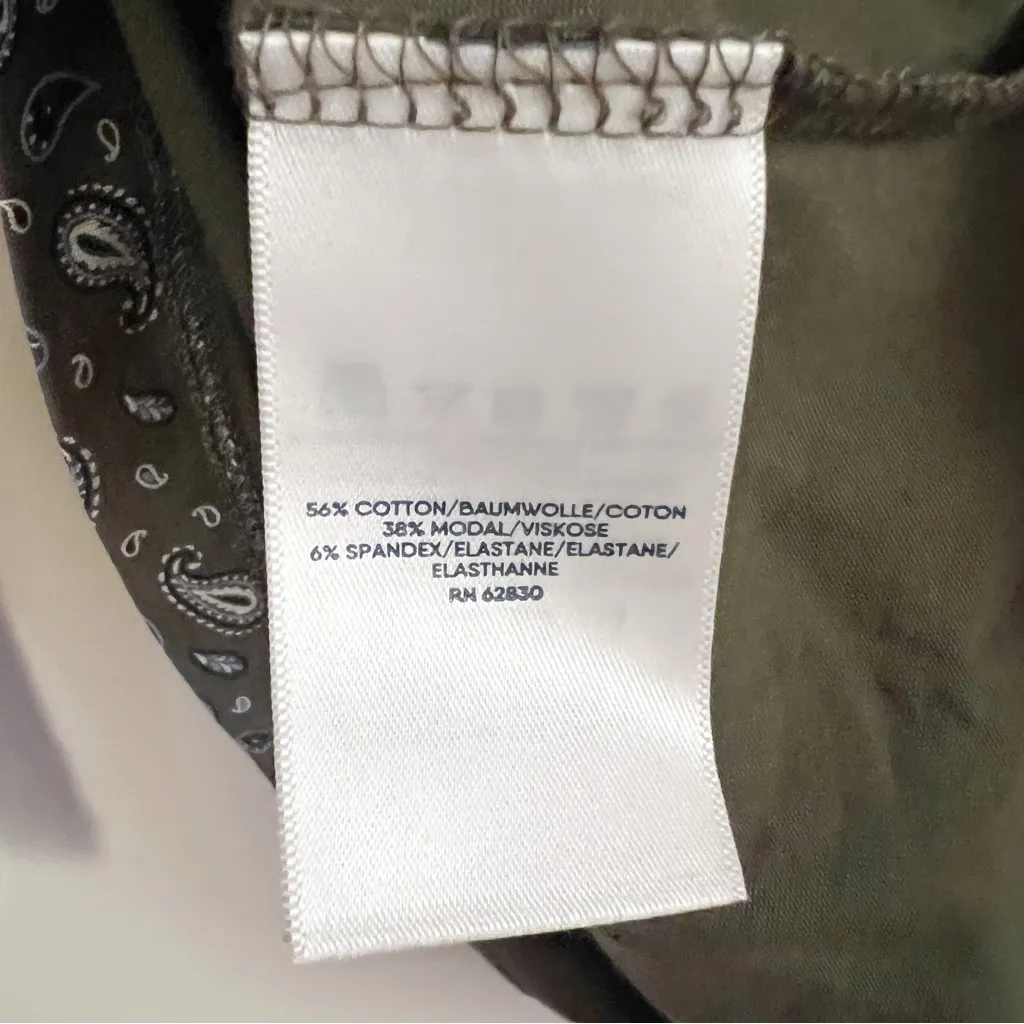 56% COTTON/BAUMWOLLE/COTON
38% MODAL/VISKOSE
6% SPANDEX/ELASTANE/ELASTANE/
ELASTHANNE
RN 62830